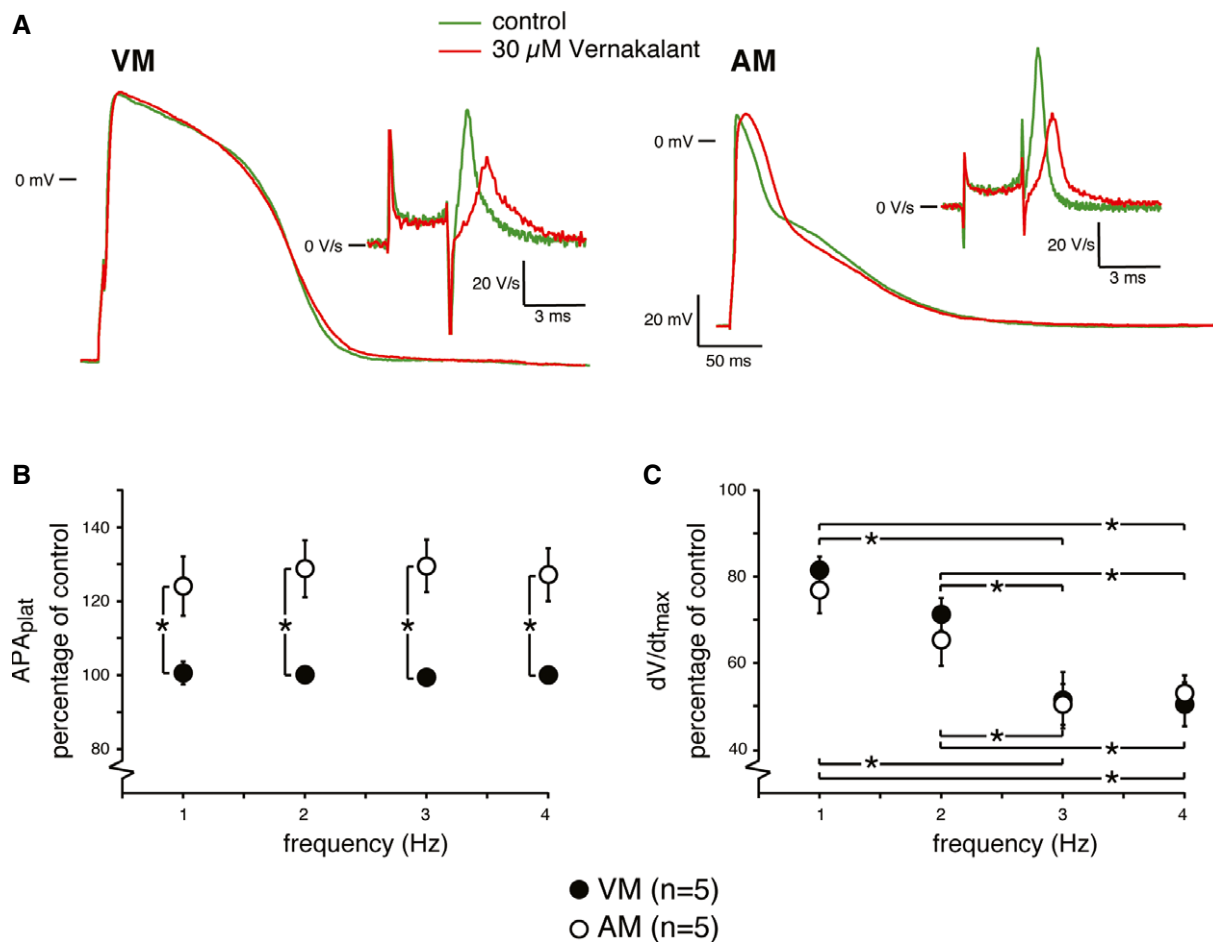 A
control
30 µM Vernakalant
VM
0 mV
0 V/s
20 V/s
3 ms
AM
0 mV
0 V/s
20 V/s
3 ms
20 mV
50 ms
B
APAplat
percentage of control
140
120
100
80
* * * *
1 2 3 4
frequency (Hz)
C
dV/dtmax
percentage of control
100
80
60
40
*
*
*
*
*
*
*
*
1 2 3 4
frequency (Hz)
VM (n=5)
AM (n=5)